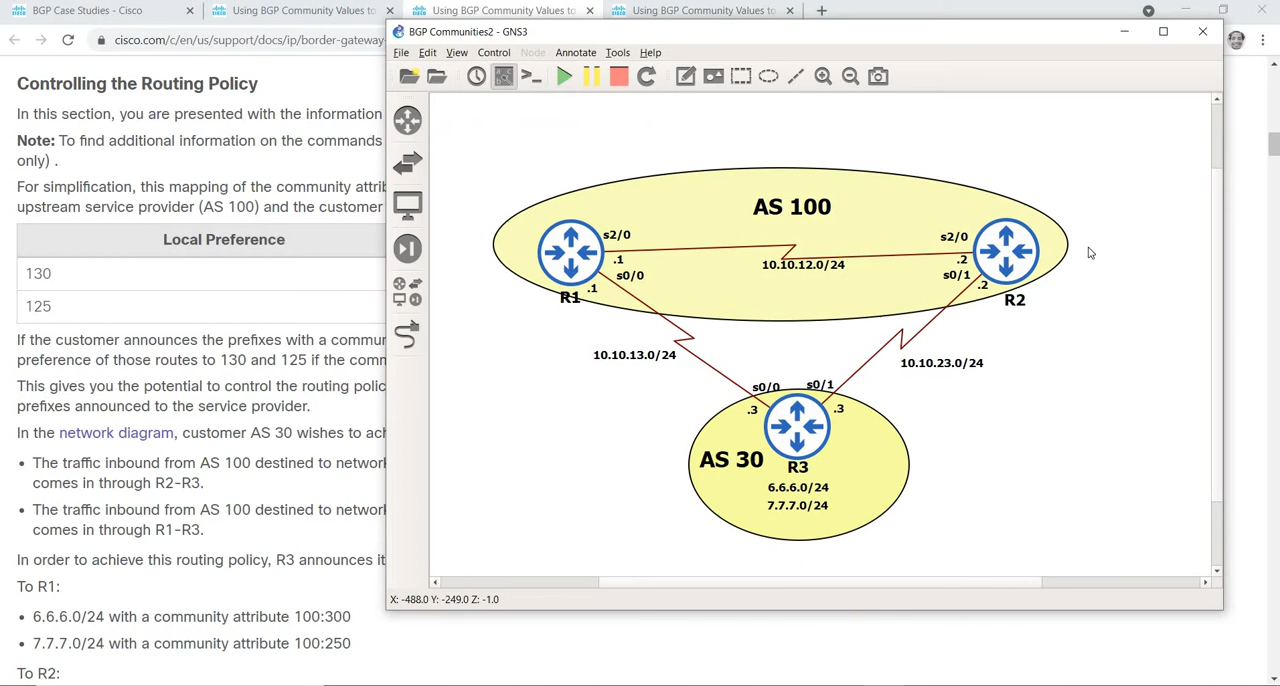 BGP Case Studies - Cisco
Using BGP Community Values to
Using BGP Community Values to
Using BGP Community Values to
cisco.com/c/en/us/support/docs/ip/border-gateway-
BGP Communities2 - GNS3
File Edit View Control Node Annotate Tools Help
Controlling the Routing Policy
In this section, you are presented with the information
Note: To find additional information on the commands
only) .
For simplification, this mapping of the community attrib
upstream service provider (AS 100) and the customer
Local Preference
130
125
If the customer announces the prefixes with a commun
preference of those routes to 130 and 125 if the comm
This gives you the potential to control the routing polic
prefixes announced to the service provider.
In the network diagram, customer AS 30 wishes to ach
• The traffic inbound from AS 100 destined to network
comes in through R2-R3.
• The traffic inbound from AS 100 destined to network
comes in through R1-R3.
In order to achieve this routing policy, R3 announces it
To R1:
• 6.6.6.0/24 with a community attribute 100:300
• 7.7.7.0/24 with a community attribute 100:250
To R2:
AS 100
s2/0
s2/0
.1
.2
10.10.12.0/24
s0/0
s0/1
.1
.2
R1
R2
10.10.13.0/24
10.10.23.0/24
s0/0
s0/1
.3
.3
AS 30
R3
6.6.6.0/24
7.7.7.0/24
X: -488.0 Y: -249.0 Z: -1.0